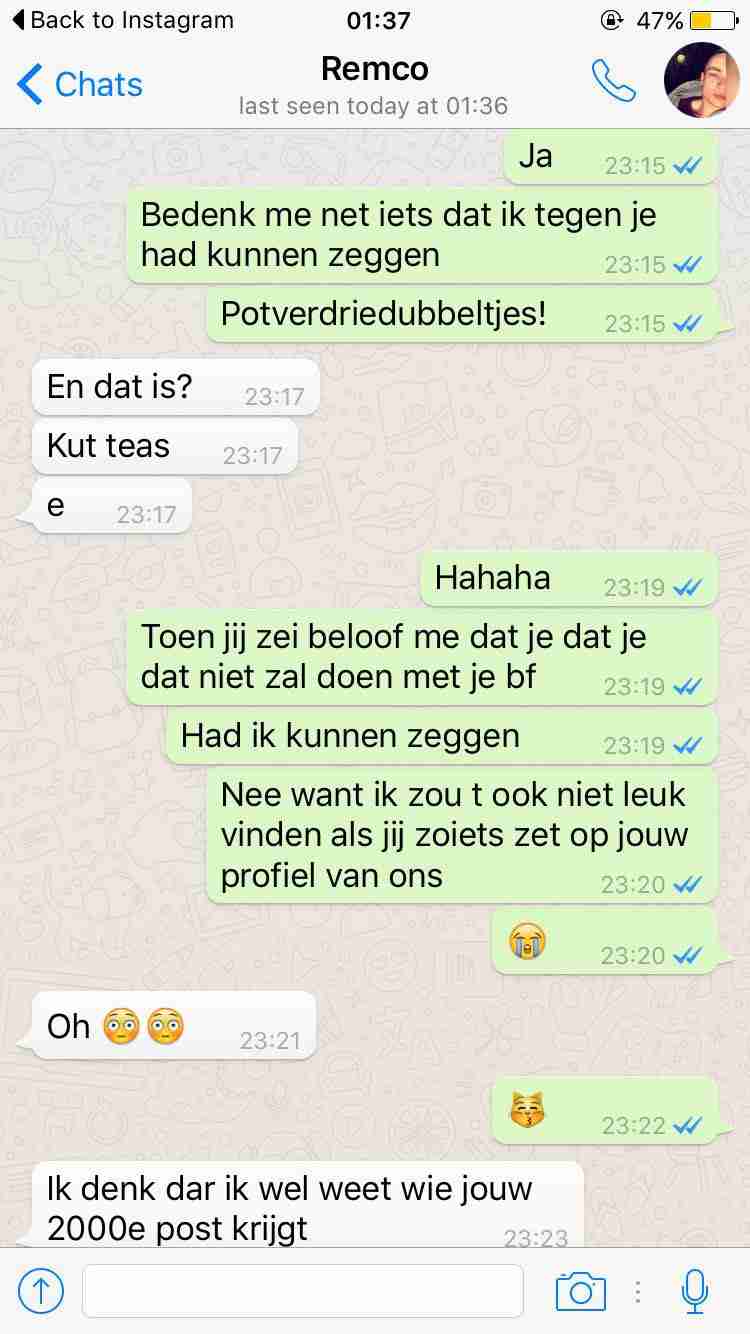 Back to Instagram 01:37 47%
Chats Remco
last seen today at 01:36
Ja 23:15
Bedenk me net iets dat ik tegen je
had kunnen zeggen 23:15
Potverdriedubbeltjes! 23:15
En dat is? 23:17
Kut teas 23:17
e 23:17
Hahaha 23:19
Toen jij zei beloof me dat je dat je
dat niet zal doen met je bf 23:19
Had ik kunnen zeggen 23:19
Nee want ik zou t ook niet leuk
vinden als jij zoiets zet op jouw
profiel van ons 23:20
😭 23:20
Oh 😳😳 23:21
😽 23:22
Ik denk dar ik wel weet wie jouw
2000e post krijgt 23:23